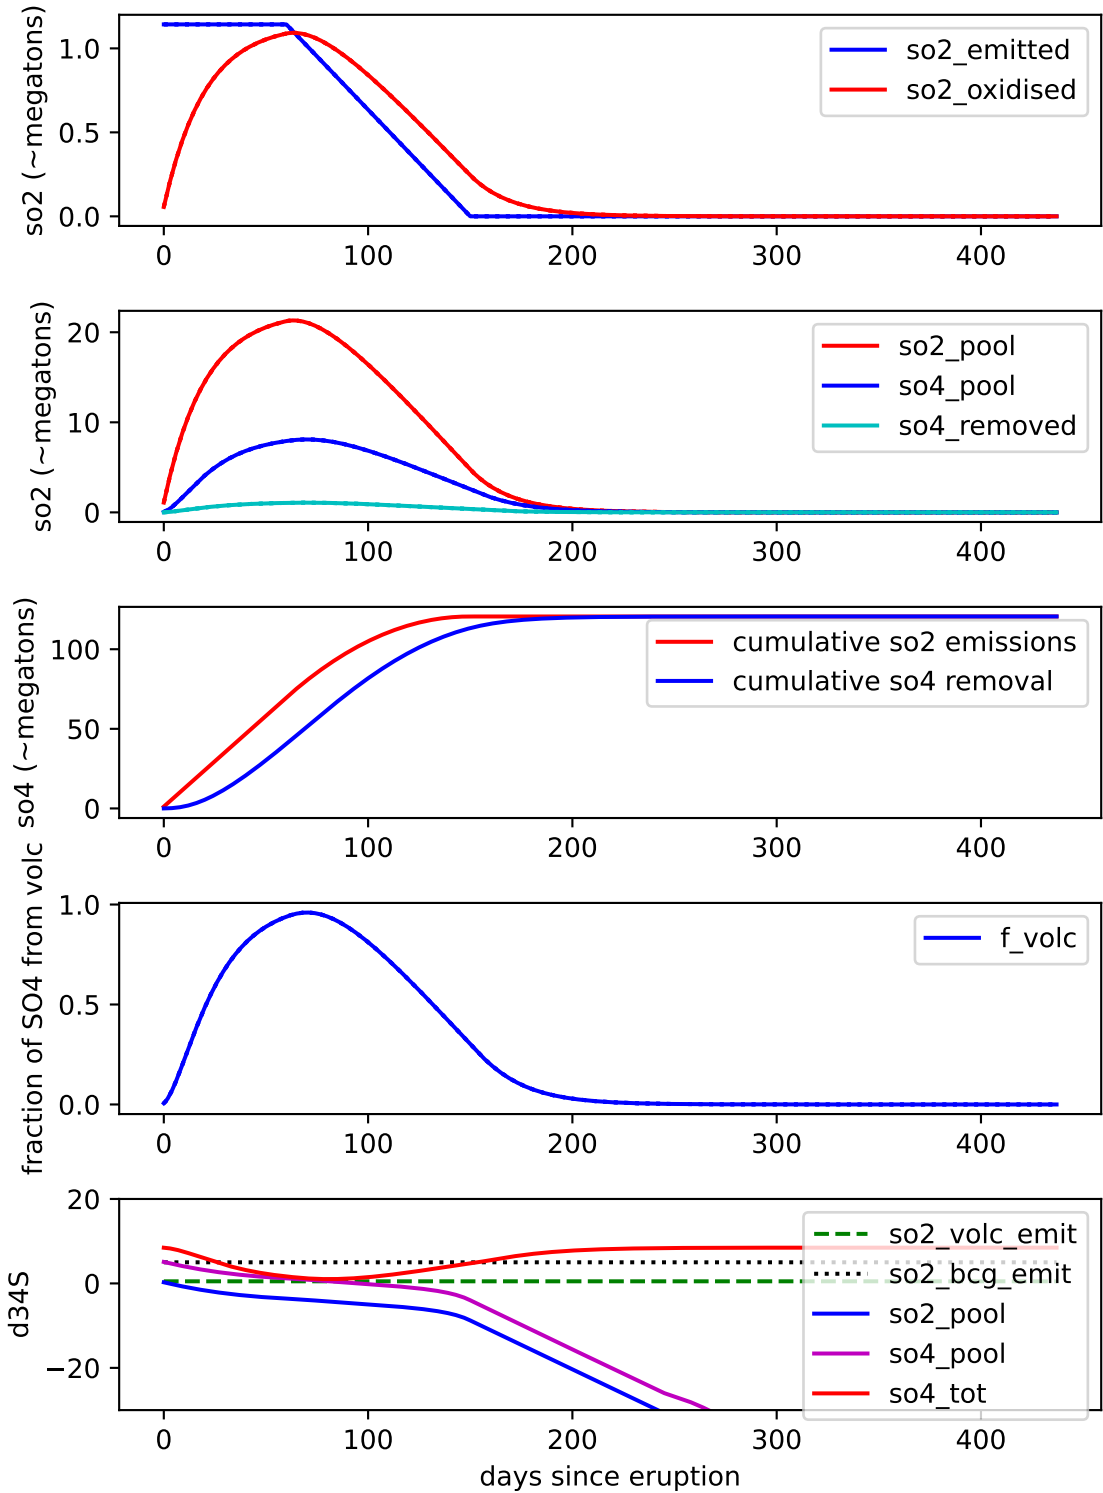 so2 (~megatons)
1.0
0.5
0.0
so2_emitted
so2_oxidised
0
100
200
300
400
so2 (~megatons)
20
10
0
so2_pool
so4_pool
so4_removed
0
100
200
300
400
so4 (~megatons)
100
50
0
cumulative so2 emissions
cumulative so4 removal
0
100
200
300
400
fraction of SO4 from volc
1.0
0.5
0.0
f_volc
0
100
200
300
400
d34S
20
0
−20
so2_volc_emit
so2_bcg_emit
so2_pool
so4_pool
so4_tot
0
100
200
300
400
days since eruption